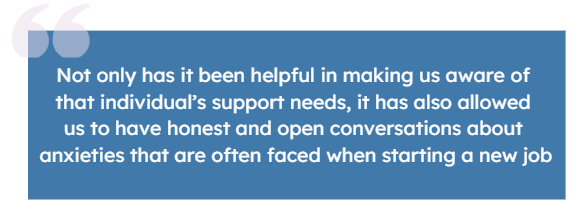 “
Not only has it been helpful in making us aware of
that individual’s support needs, it has also allowed
us to have honest and open conversations about
anxieties that are often faced when starting a new job